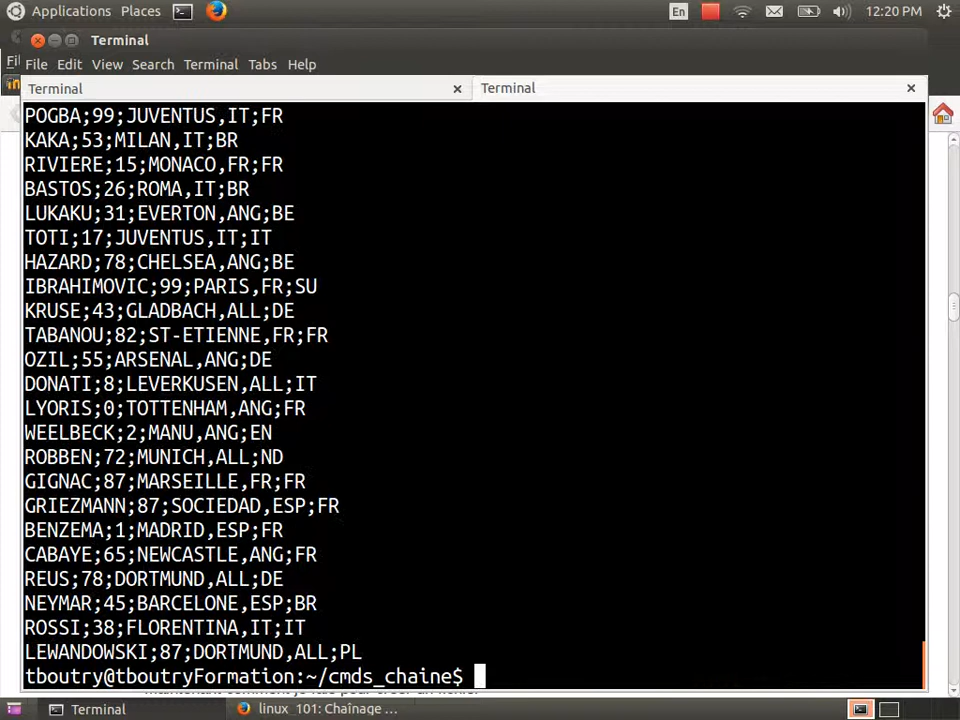 Applications Places En 12:20 PM
Terminal
File Edit View Search Terminal Tabs Help
Terminal Terminal
POGBA;99;JUVENTUS,IT;FR
KAKA;53;MILAN,IT;BR
RIVIERE;15;MONACO,FR;FR
BASTOS;26;ROMA,IT;BR
LUKAKU;31;EVERTON,ANG;BE
TOTI;17;JUVENTUS,IT;IT
HAZARD;78;CHELSEA,ANG;BE
IBRAHIMOVIC;99;PARIS,FR;SU
KRUSE;43;GLADBACH,ALL;DE
TABANOU;82;ST-ETIENNE,FR;FR
OZIL;55;ARSENAL,ANG;DE
DONATI;8;LEVERKUSEN,ALL;IT
LYORIS;0;TOTTENHAM,ANG;FR
WEELBECK;2;MANU,ANG;EN
ROBBEN;72;MUNICH,ALL;ND
GIGNAC;87;MARSEILLE,FR;FR
GRIEZMANN;87;SOCIEDAD,ESP;FR
BENZEMA;1;MADRID,ESP;FR
CABAYE;65;NEWCASTLE,ANG;FR
REUS;78;DORTMUND,ALL;DE
NEYMAR;45;BARCELONE,ESP;BR
ROSSI;38;FLORENTINA,IT;IT
LEWANDOWSKI;87;DORTMUND,ALL;PL
tboutry@tboutryFormation:~/cmds_chaine$
Terminal linux_101: Chaînage ...